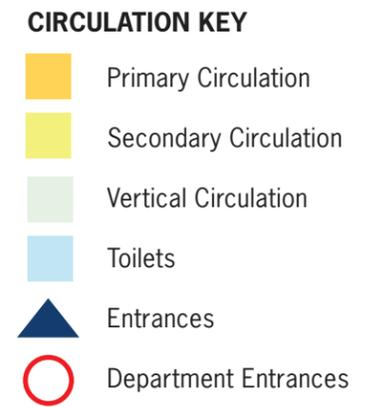 CIRCULATION KEY
Primary Circulation
Secondary Circulation
Vertical Circulation
Toilets
Entrances
Department Entrances